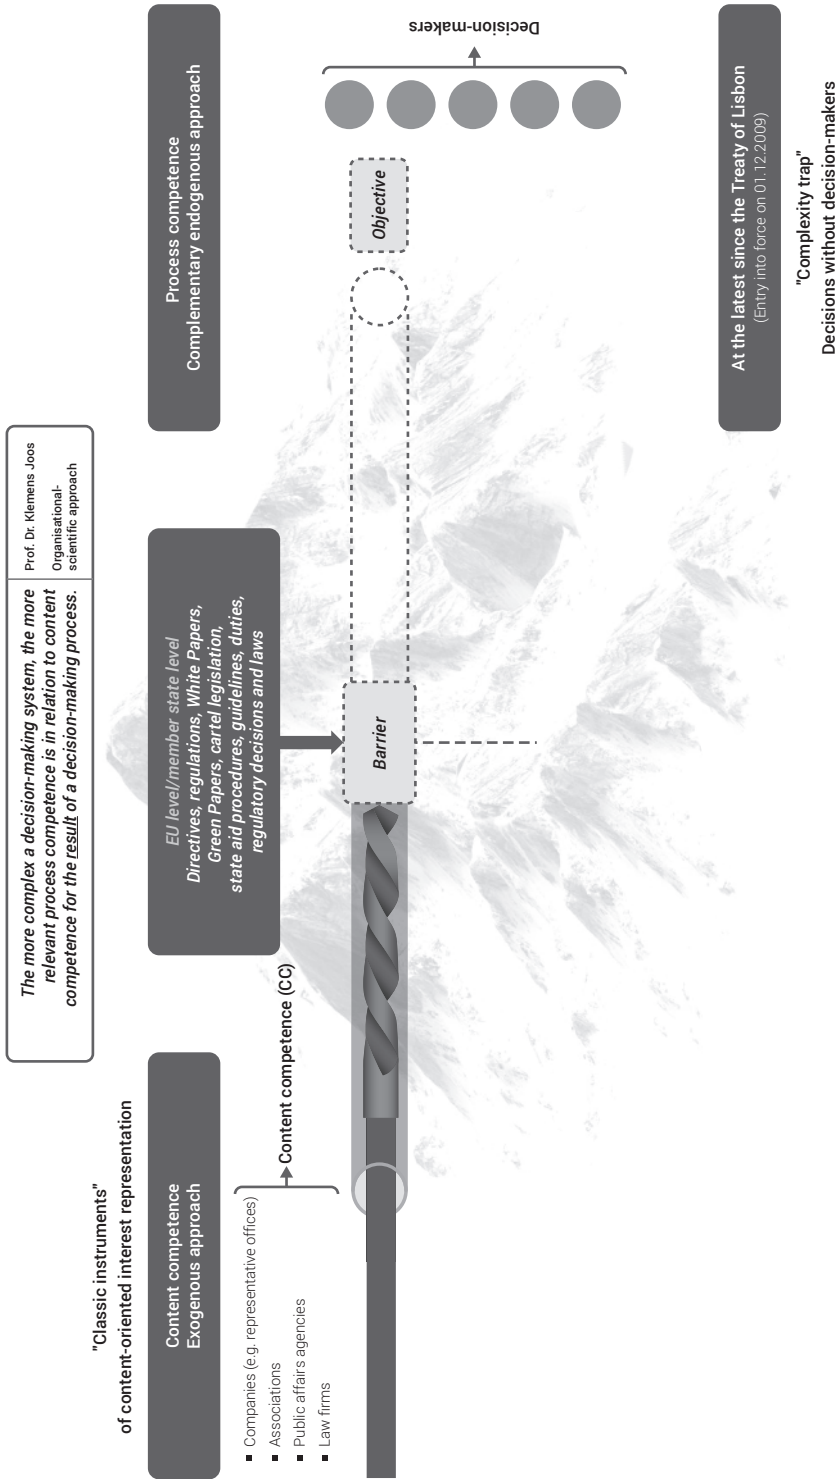 The more complex a decision-making system, the more
relevant process competence is in relation to content
competence for the result of a decision-making process.
Prof. Dr. Klemens Joos
Organisational-
scientific approach
"Classic instruments"
of content-oriented interest representation
Content competence
Exogenous approach
EU level/member state level
Directives, regulations, White Papers,
Green Papers, cartel legislation,
state aid procedures, guidelines, duties,
regulatory decisions and laws
Process competence
Complementary endogenous approach
Companies (e.g. representative offices)
Associations
Public affairs agencies
Law firms
Content competence (CC)
Barrier
Objective
Decision-makers
At the latest since the Treaty of Lisbon
(Entry into force on 01.12.2009)
"Complexity trap"
Decisions without decision-makers